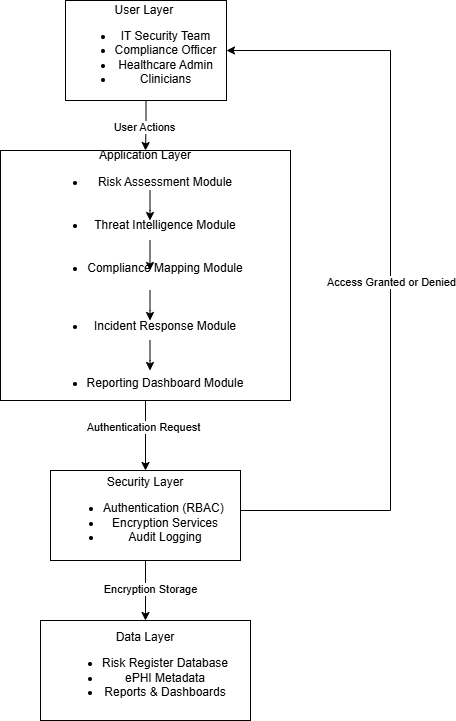 User Layer
IT Security Team
Compliance Officer
Healthcare Admin
Clinicians
User Actions
Application Layer
Risk Assessment Module
Threat Intelligence Module
Compliance Mapping Module
Access Granted or Denied
Incident Response Module
Reporting Dashboard Module
Authentication Request
Security Layer
Authentication (RBAC)
Encryption Services
Audit Logging
Encryption Storage
Data Layer
Risk Register Database
ePHI Metadata
Reports & Dashboards